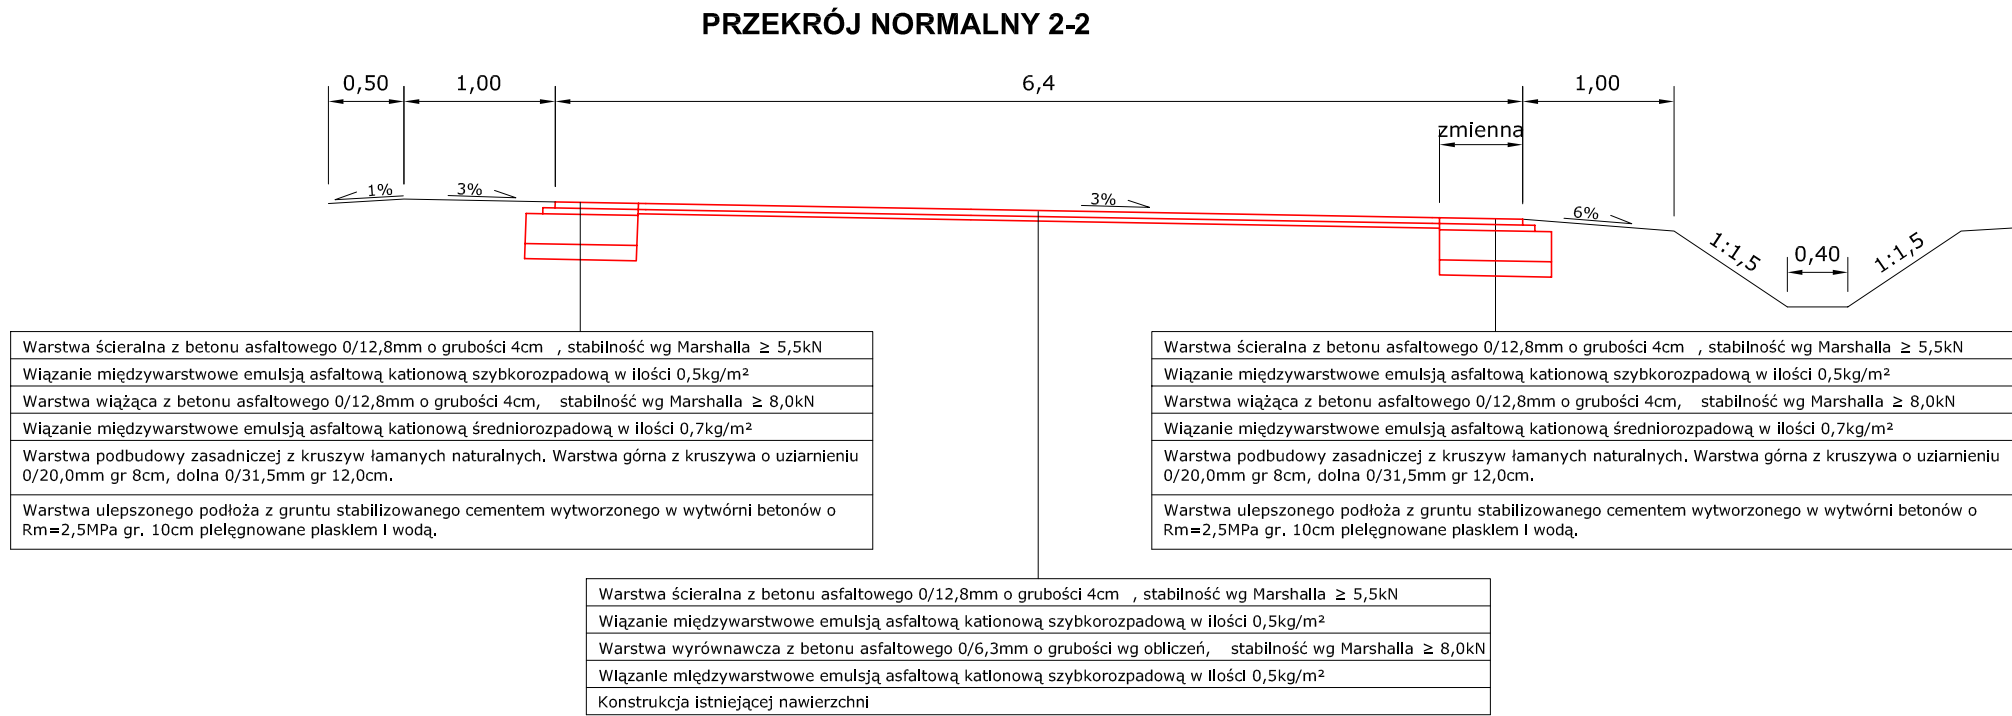 PRZEKRÓJ NORMALNY 2-2
0,50
1,00
6,4
1,00
zmienna
1%
3%
3%
6%
1:1,5
0,40
1:1,5
Warstwa ścieralna z betonu asfaltowego 0/12,8mm o grubości 4cm , stabilność wg Marshalla ≥ 5,5kN
Wiązanie międzywarstwowe emulsją asfaltową kationową szybkorozpadową w ilości 0,5kg/m²
Warstwa wiążąca z betonu asfaltowego 0/12,8mm o grubości 4cm, stabilność wg Marshalla ≥ 8,0kN
Wiązanie międzywarstwowe emulsją asfaltową kationową średniorozpadową w ilości 0,7kg/m²
Warstwa podbudowy zasadniczej z kruszyw łamanych naturalnych. Warstwa górna z kruszywa o uziarnieniu
0/20,0mm gr 8cm, dolna 0/31,5mm gr 12,0cm.
Warstwa ulepszonego podłoża z gruntu stabilizowanego cementem wytworzonego w wytwórni betonów o
Rm=2,5MPa gr. 10cm pielęgnowane piaskiem i wodą.
Warstwa ścieralna z betonu asfaltowego 0/12,8mm o grubości 4cm , stabilność wg Marshalla ≥ 5,5kN
Wiązanie międzywarstwowe emulsją asfaltową kationową szybkorozpadową w ilości 0,5kg/m²
Warstwa wiążąca z betonu asfaltowego 0/12,8mm o grubości 4cm, stabilność wg Marshalla ≥ 8,0kN
Wiązanie międzywarstwowe emulsją asfaltową kationową średniorozpadową w ilości 0,7kg/m²
Warstwa podbudowy zasadniczej z kruszyw łamanych naturalnych. Warstwa górna z kruszywa o uziarnieniu
0/20,0mm gr 8cm, dolna 0/31,5mm gr 12,0cm.
Warstwa ulepszonego podłoża z gruntu stabilizowanego cementem wytworzonego w wytwórni betonów o
Rm=2,5MPa gr. 10cm pielęgnowane piaskiem i wodą.
Warstwa ścieralna z betonu asfaltowego 0/12,8mm o grubości 4cm , stabilność wg Marshalla ≥ 5,5kN
Wiązanie międzywarstwowe emulsją asfaltową kationową szybkorozpadową w ilości 0,5kg/m²
Warstwa wyrównawcza z betonu asfaltowego 0/6,3mm o grubości wg obliczeń, stabilność wg Marshalla ≥ 8,0kN
Wiązanie międzywarstwowe emulsją asfaltową kationową szybkorozpadową w ilości 0,5kg/m²
Konstrukcja istniejącej nawierzchni